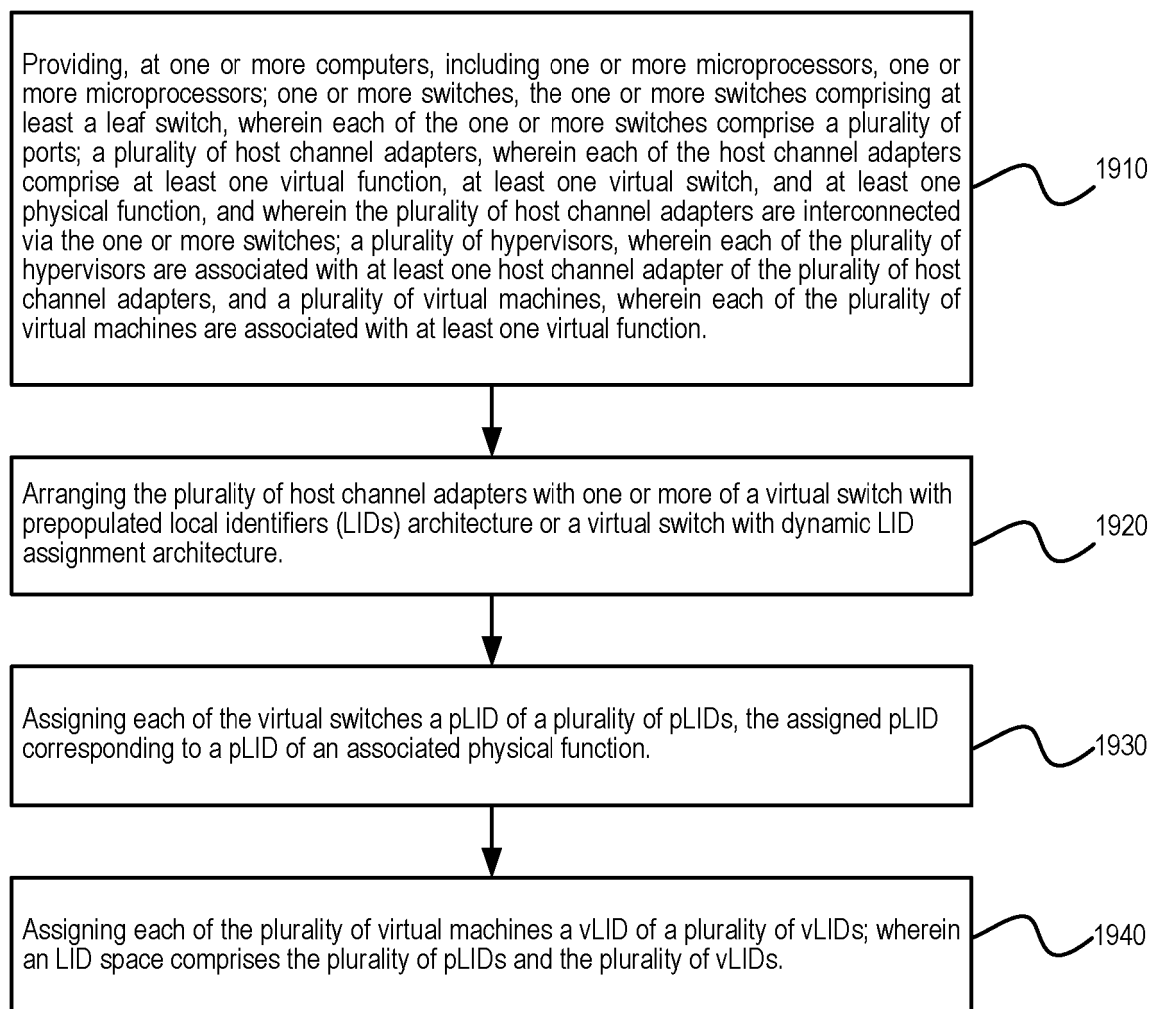 Providing, at one or more computers, including one or more microprocessors, one or
more microprocessors; one or more switches, the one or more switches comprising at
least a leaf switch, wherein each of the one or more switches comprise a plurality of
ports; a plurality of host channel adapters, wherein each of the host channel adapters
comprise at least one virtual function, at least one virtual switch, and at least one
physical function, and wherein the plurality of host channel adapters are interconnected
via the one or more switches; a plurality of hypervisors, wherein each of the plurality of
hypervisors are associated with at least one host channel adapter of the plurality of host
channel adapters, and a plurality of virtual machines, wherein each of the plurality of
virtual machines are associated with at least one virtual function.
1910
Arranging the plurality of host channel adapters with one or more of a virtual switch with
prepopulated local identifiers (LIDs) architecture or a virtual switch with dynamic LID
assignment architecture.
1920
Assigning each of the virtual switches a pLID of a plurality of pLIDs, the assigned pLID
corresponding to a pLID of an associated physical function.
1930
Assigning each of the plurality of virtual machines a vLID of a plurality of vLIDs; wherein
an LID space comprises the plurality of pLIDs and the plurality of vLIDs.
1940